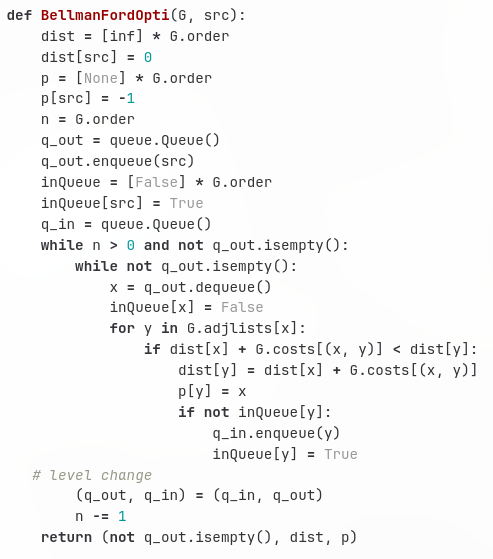 def BellmanFordOpti(G, src):
    dist = [inf] * G.order
    dist[src] = 0
    p = [None] * G.order
    p[src] = -1
    n = G.order
    q_out = queue.Queue()
    q_out.enqueue(src)
    inQueue = [False] * G.order
    inQueue[src] = True
    q_in = queue.Queue()
    while n > 0 and not q_out.isempty():
        while not q_out.isempty():
            x = q_out.dequeue()
            inQueue[x] = False
            for y in G.adjlists[x]:
                if dist[x] + G.costs[(x, y)] < dist[y]:
                    dist[y] = dist[x] + G.costs[(x, y)]
                    p[y] = x
                    if not inQueue[y]:
                        q_in.enqueue(y)
                        inQueue[y] = True
   # level change
        (q_out, q_in) = (q_in, q_out)
        n -= 1
    return (not q_out.isempty(), dist, p)